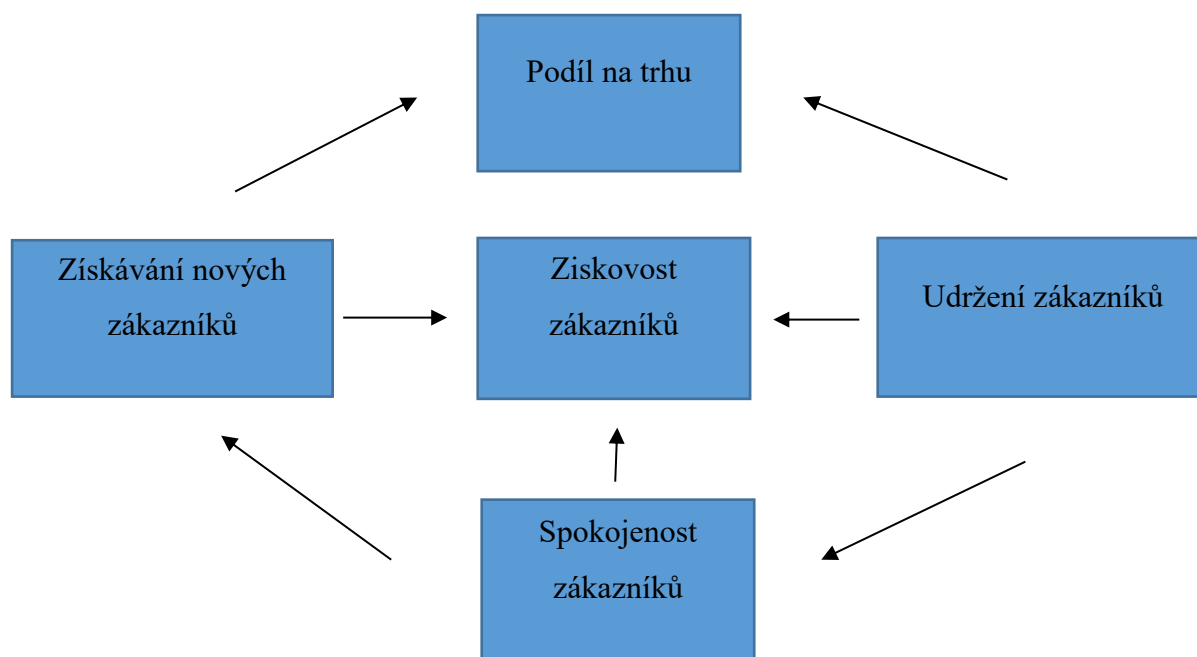 Podíl na trhu
Získávání nových
zákazníků
Ziskovost
zákazníků
Udržení zákazníků
Spokojenost
zákazníků